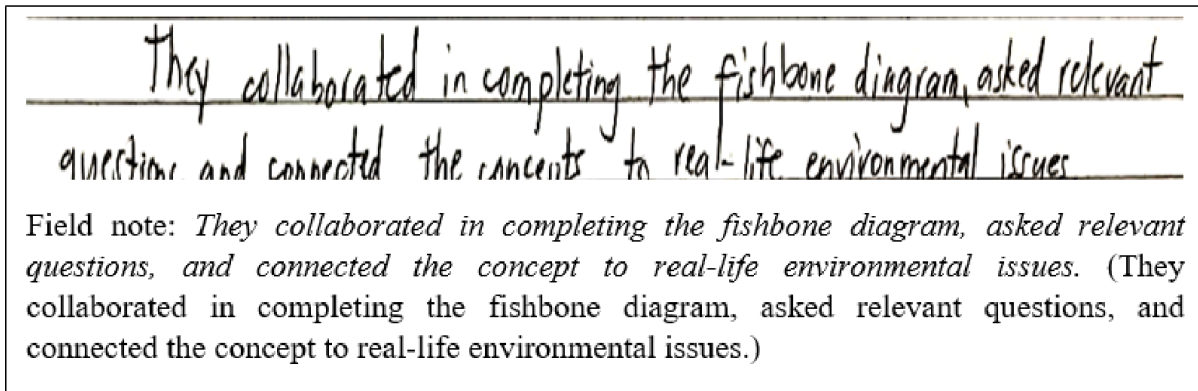 They collaborated in completing the fishbone diagram, asked relevant
questions and connected the concepts to real-life environmental issues
Field note: They collaborated in completing the fishbone diagram, asked relevant
questions, and connected the concept to real-life environmental issues. (They
collaborated in completing the fishbone diagram, asked relevant questions, and
connected the concept to real-life environmental issues.)